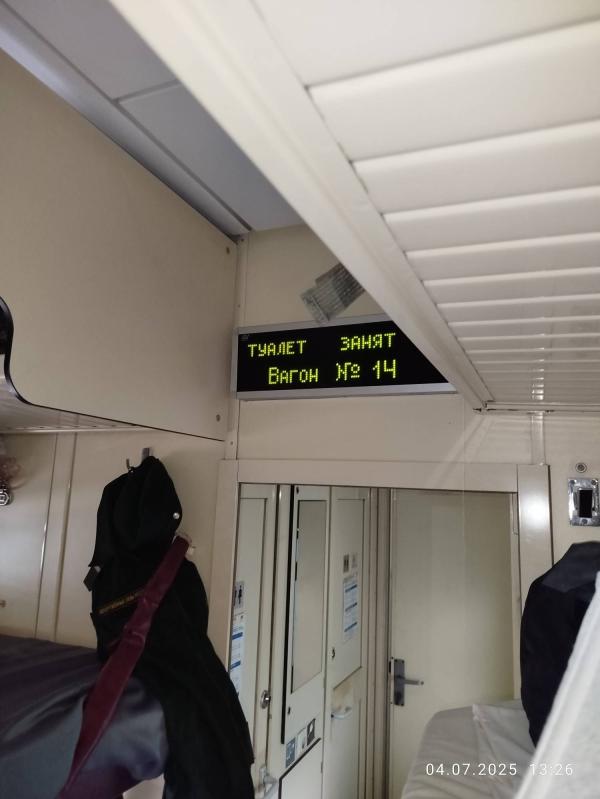 ТУАЛЕТ ЗАНЯТ
ВАГОН № 14
04.07.2025 13:26